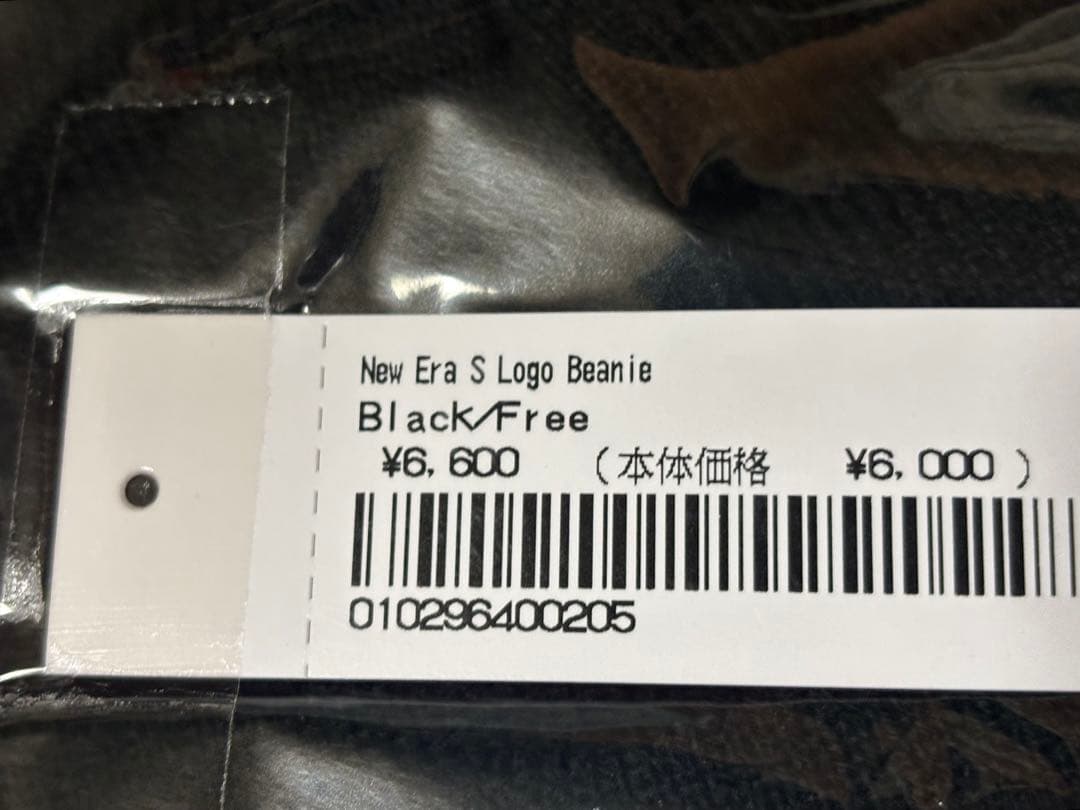 New Era S Logo Beanie
Black/Free
¥6,600 (本体価格 ¥6,000)
010296400205